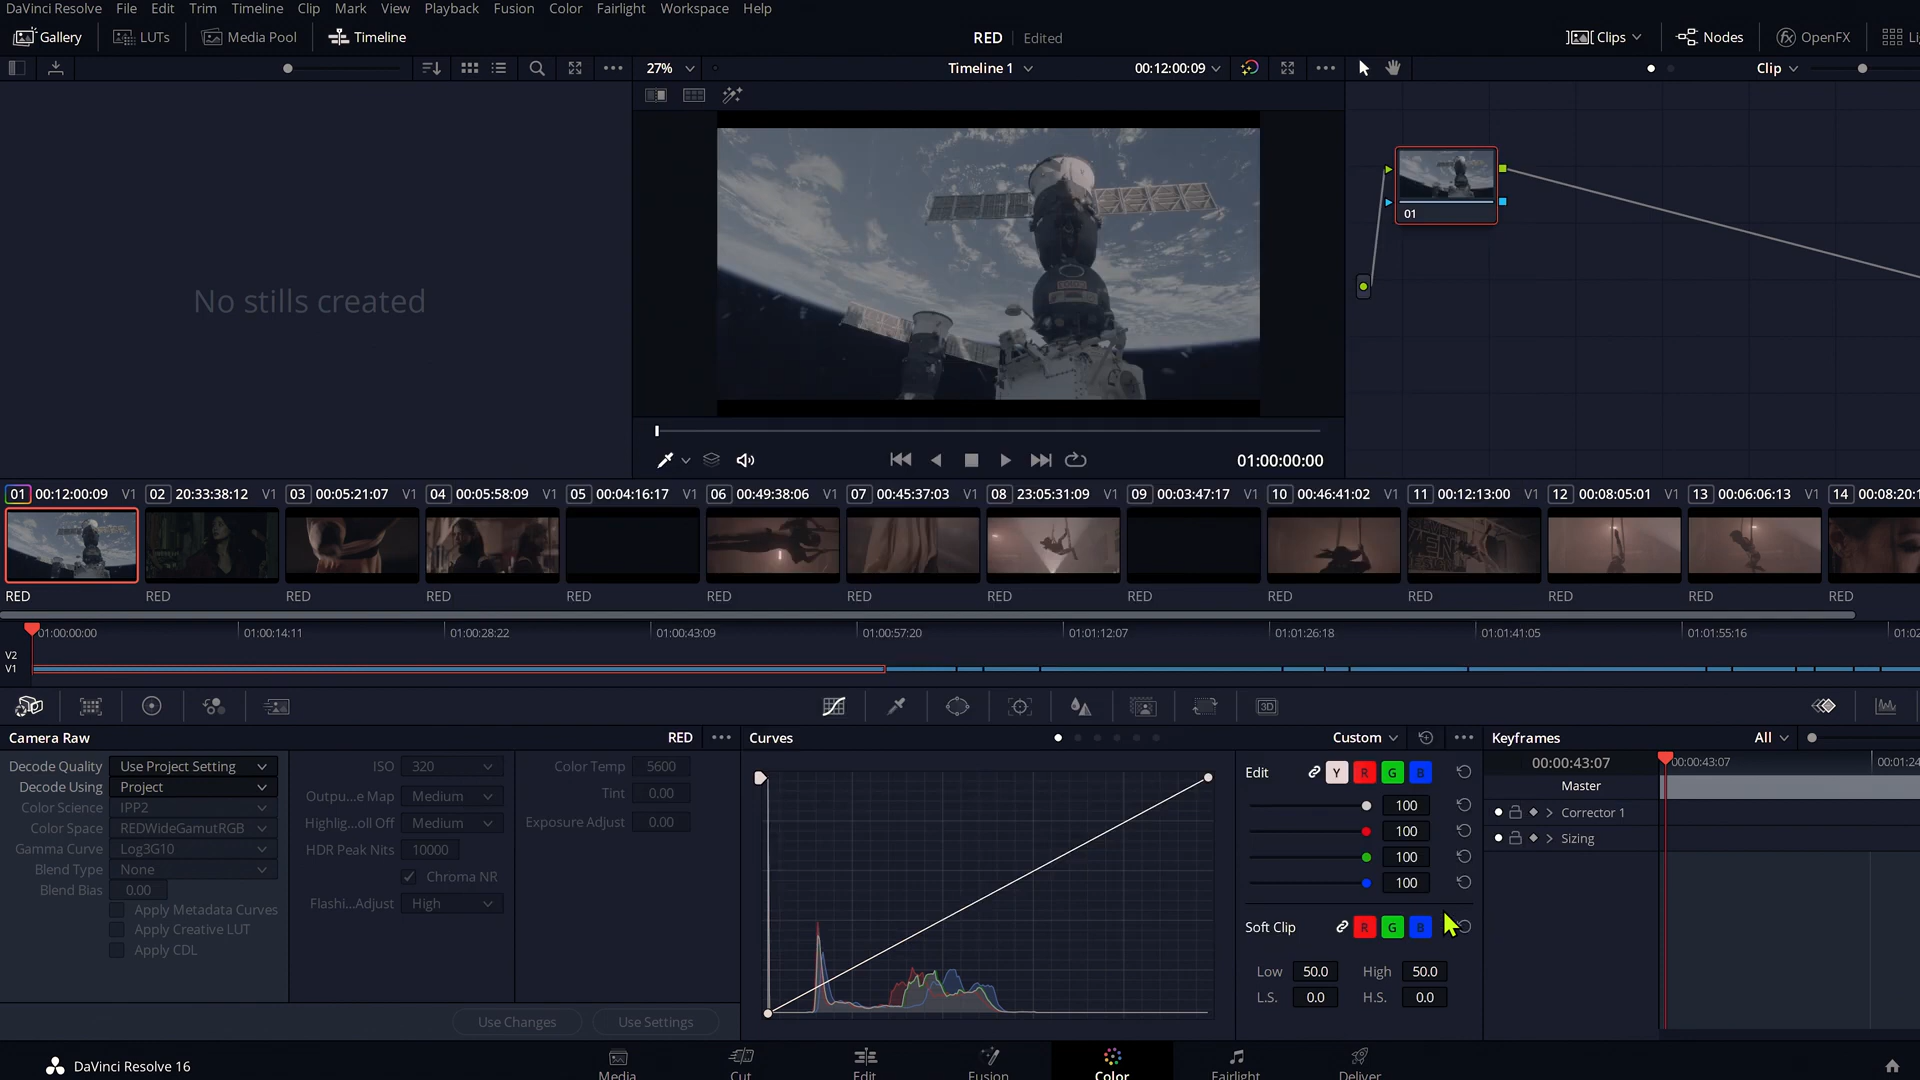 DaVinci Resolve File Edit Trim Timeline Clip Mark View Playback Fusion Color Fairlight Workspace Help
Gallery LUTs Media Pool Timeline RED Edited Clips Nodes OpenFX
27% Timeline 1 00:12:00:09 Clip
No stills created
01
01:00:00:00
01 00:12:00:09 V1 02 20:33:38:12 V1 03 00:05:21:07 V1 04 00:05:58:09 V1 05 00:04:16:17 V1 06 00:49:38:06 V1 07 00:45:37:03 V1 08 23:05:31:09 V1 09 00:03:47:17 V1 10 00:46:41:02 V1 11 00:12:13:00 V1 12 00:08:05:01 V1 13 00:06:06:13 V1 14 00:08:20:1
RED RED RED RED RED RED RED RED RED RED RED RED RED RED
01:00:00:00 01:00:14:11 01:00:28:22 01:00:43:09 01:00:57:20 01:01:12:07 01:01:26:18 01:01:41:05 01:01:55:16 01:02
V2
V1
3D
Camera Raw RED Curves Custom Keyframes All
Decode Quality Use Project Setting ISO 320 Color Temp 5600 Edit Y R G B 00:00:43:07 00:00:43:07 00:01:24
Decode Using Project Outpu...e Map Medium Tint 0.00 Master
Color Science IPP2 100 Corrector 1
Color Space REDWideGamutRGB Highlig...oll Off Medium Exposure Adjust 0.00 100 Sizing
Gamma Curve Log3G10 HDR Peak Nits 10000 100
Blend Type None Chroma NR 100
Blend Bias 0.00 Flashi...Adjust High
Apply Metadata Curves
Apply Creative LUT Soft Clip R G B
Apply CDL
Low 50.0 High 50.0
L.S. 0.0 H.S. 0.0
Use Changes Use Settings
DaVinci Resolve 16 Media Cut Edit Fusion Color Fairlight Deliver